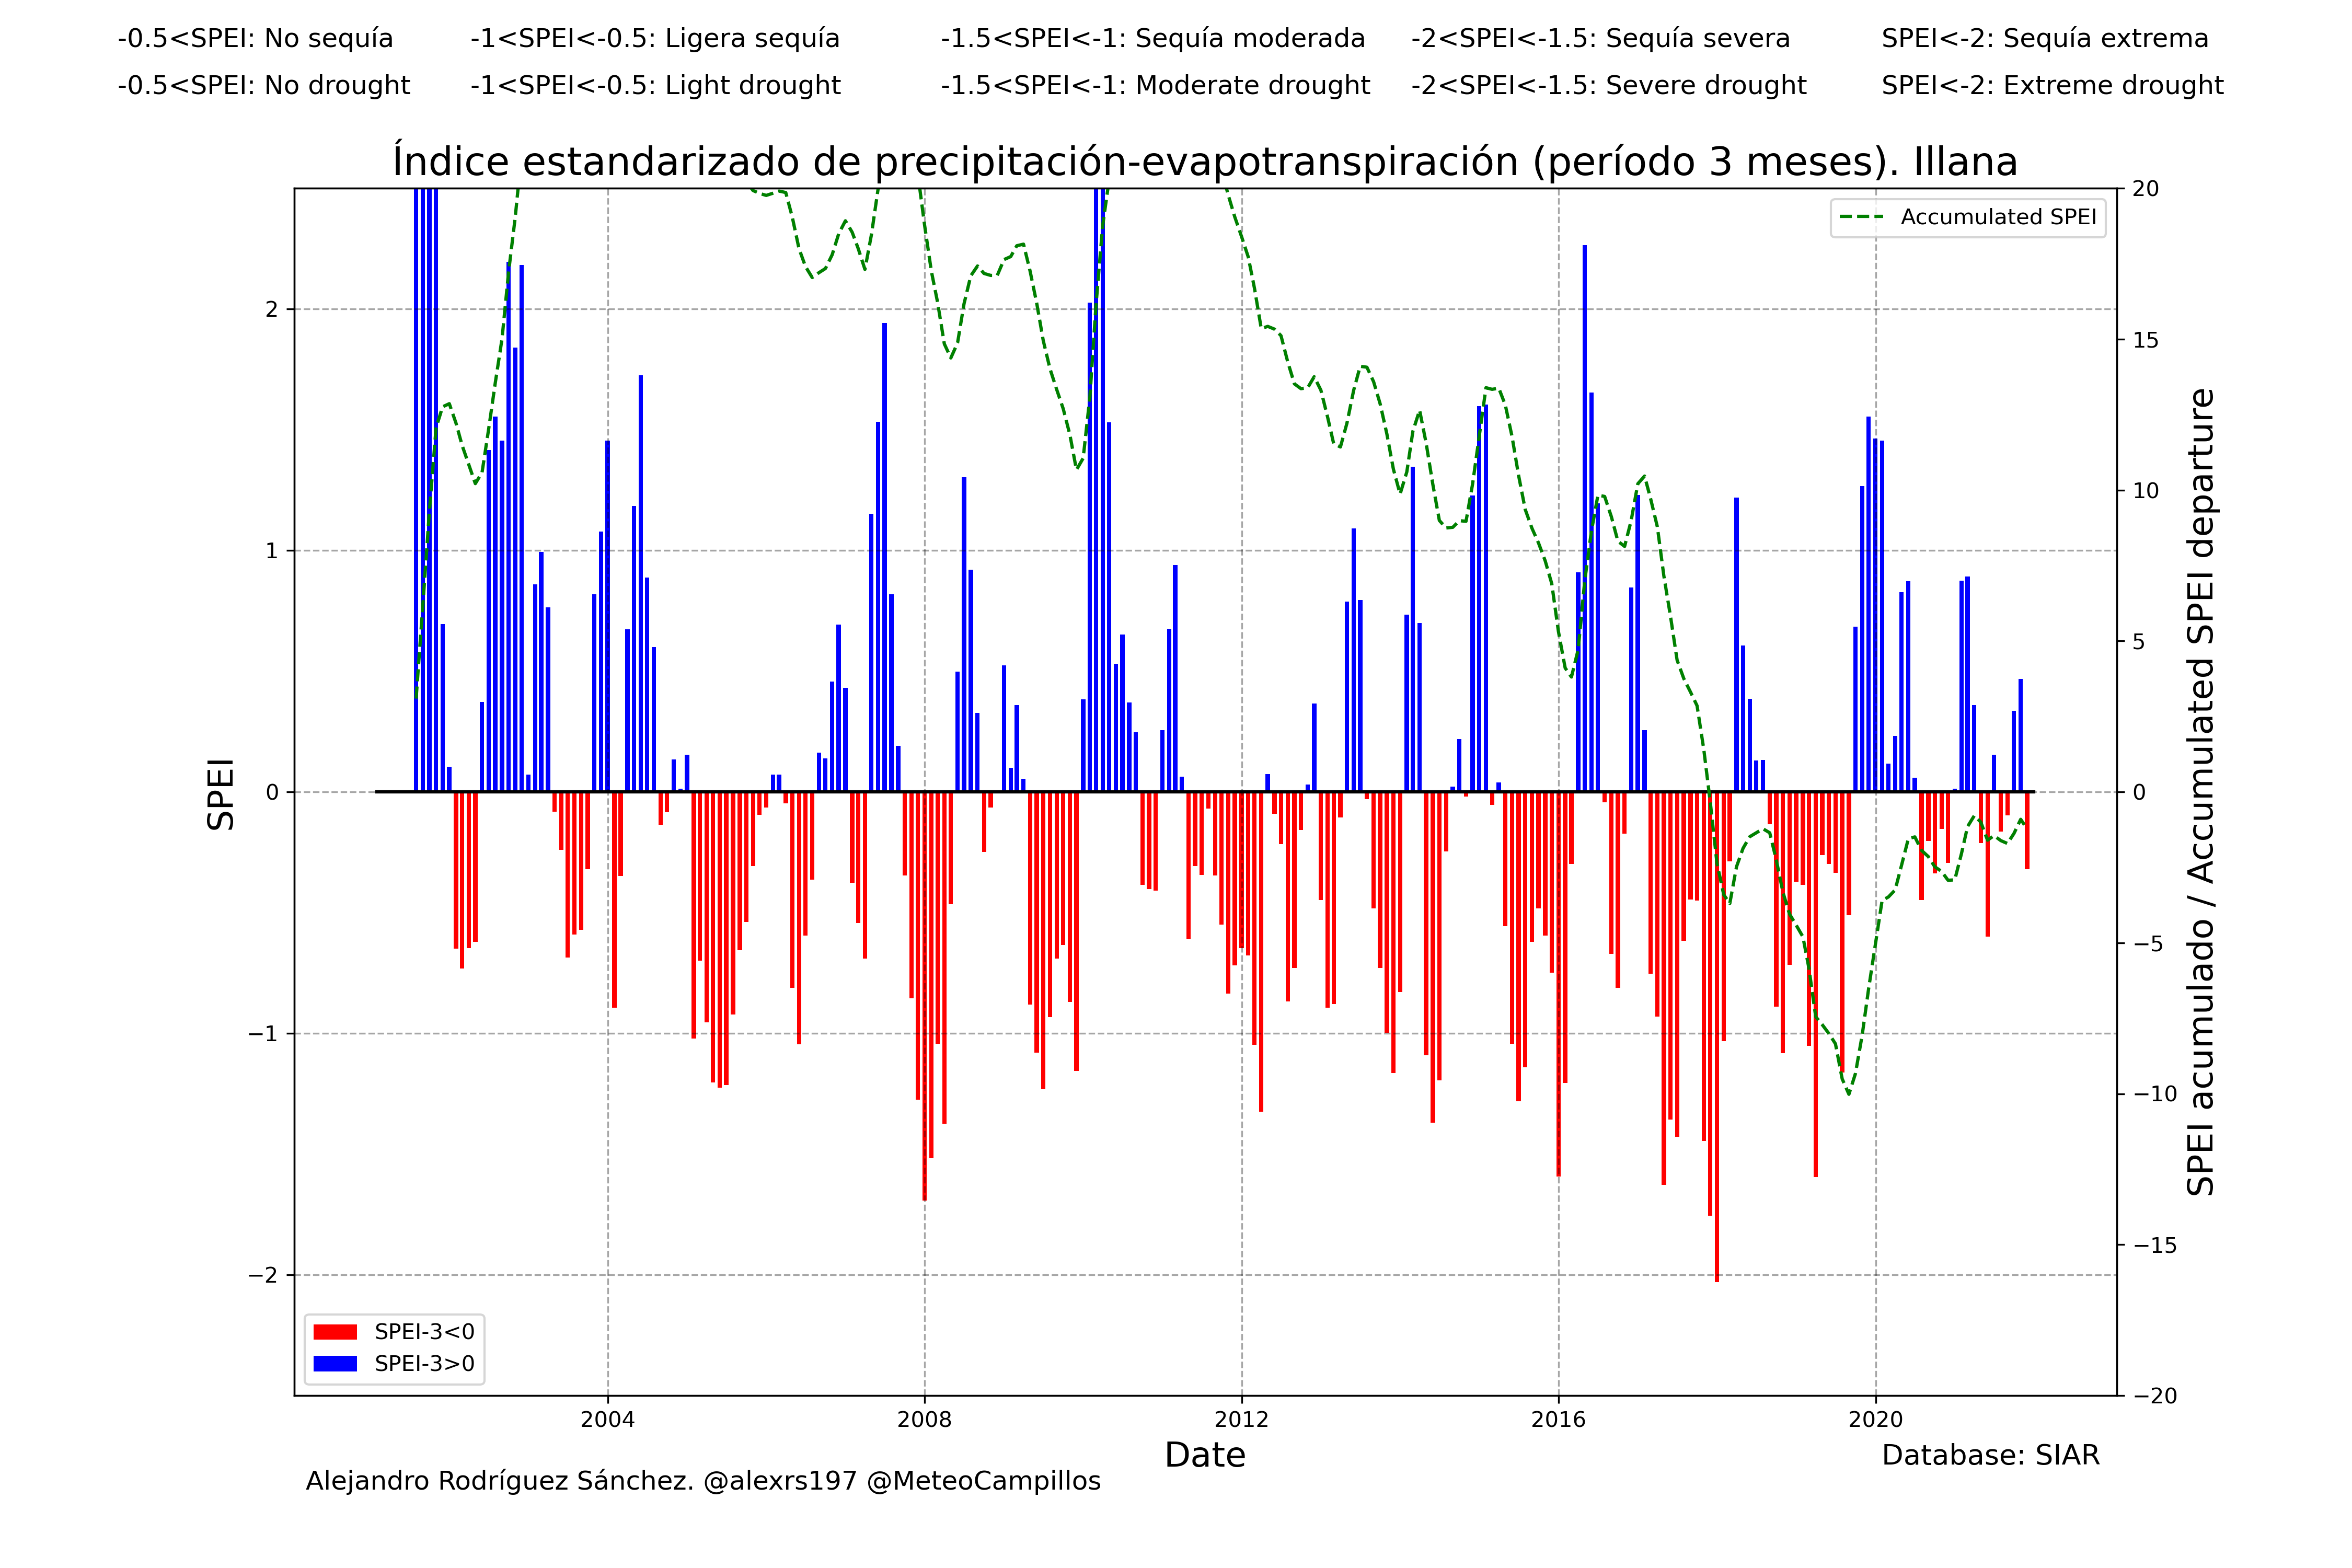 -0.5<SPEI: No sequía -1<SPEI<-0.5: Ligera sequía -1.5<SPEI<-1: Sequía moderada -2<SPEI<-1.5: Sequía severa SPEI<-2: Sequía extrema
-0.5<SPEI: No drought -1<SPEI<-0.5: Light drought -1.5<SPEI<-1: Moderate drought -2<SPEI<-1.5: Severe drought SPEI<-2: Extreme drought
Índice estandarizado de precipitación-evapotranspiración (período 3 meses). Illana
Accumulated SPEI
SPEI
2
1
0
−1
−2
20
15
10
5
0
−5
−10
−15
−20
SPEI acumulado / Accumulated SPEI departure
SPEI-3<0
SPEI-3>0
2004 2008 2012 2016 2020
Date
Database: SIAR
Alejandro Rodríguez Sánchez. @alexrs197 @MeteoCampillos